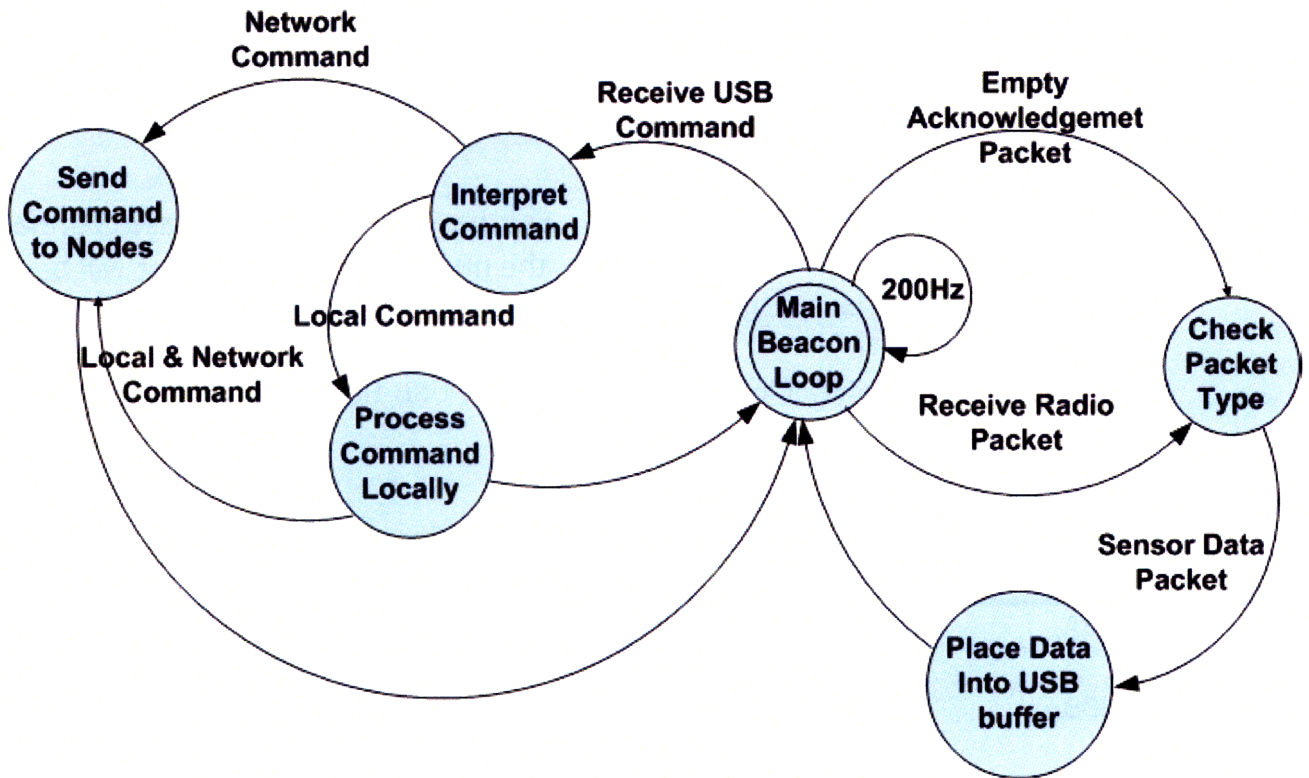 Network
Command
Receive USB
Command
Empty
Acknowledgemet
Packet
Send
Command
to Nodes
Interpret
Command
200Hz
Main
Beacon
Loop
Check
Packet
Type
Local Command
Local & Network
Command
Process
Command
Locally
Receive Radio
Packet
Sensor Data
Packet
Place Data
Into USB
buffer